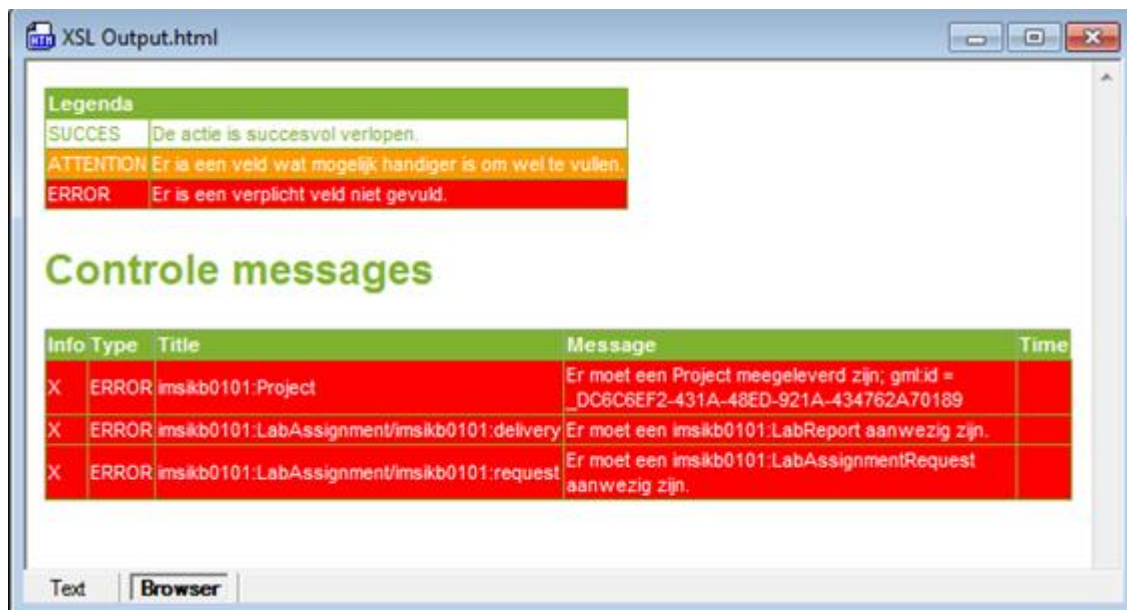 XSL Output.html
Legenda
SUCCES De actie is succesvol verlopen.
ATTENTION Er is een veld wat mogelijk handiger is om wel te vullen.
ERROR Er is een verplicht veld niet gevuld.
Controle messages
Info Type Title Message Time
X ERROR imsikb0101:Project Er moet een Project meegeleverd zijn; gml:id =
_DC6C6EF2-431A-48ED-921A-434762A70189
X ERROR imsikb0101:LabAssignment/imsikb0101:delivery Er moet een imsikb0101:LabReport aanwezig zijn.
X ERROR imsikb0101:LabAssignment/imsikb0101:request Er moet een imsikb0101:LabAssignmentRequest
aanwezig zijn.
Text Browser